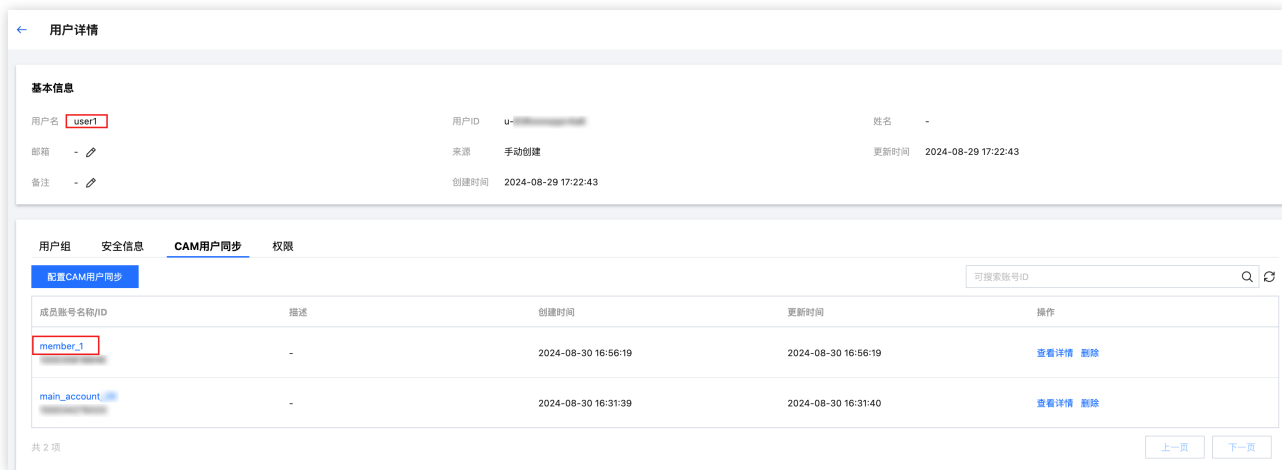 用户详情
基本信息
用户名 user1 用户ID u- 姓名 -
邮箱 - 来源 手动创建 更新时间 2024-08-29 17:22:43
备注 - 创建时间 2024-08-29 17:22:43
用户组 安全信息 CAM用户同步 权限
配置CAM用户同步 可搜索账号ID
成员账号名称/ID 描述 创建时间 更新时间 操作
member_1
- 2024-08-30 16:56:19 2024-08-30 16:56:19 查看详情 删除
main_account_
- 2024-08-30 16:31:39 2024-08-30 16:31:40 查看详情 删除
共 2 项 上一页 下一页